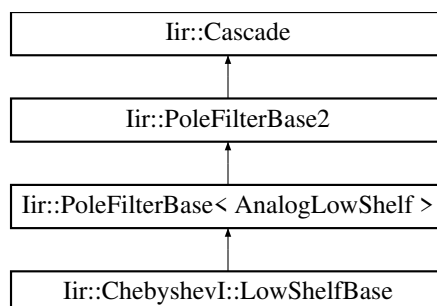 Iir::Cascade
Iir::PoleFilterBase2
Iir::PoleFilterBase< AnalogLowShelf >
Iir::ChebyshevI::LowShelfBase